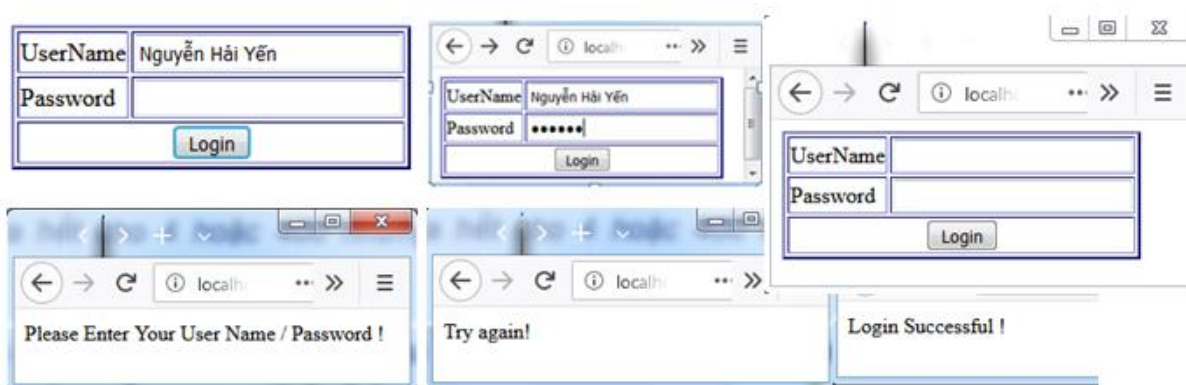 UserName Nguyễn Hải Yến
Password
Login
localh
UserName Nguyễn Hải Yến
Password ••••••
Login
localh
UserName
Password
Login
localh
Please Enter Your User Name / Password !
localh
Try again!
Login Successful !